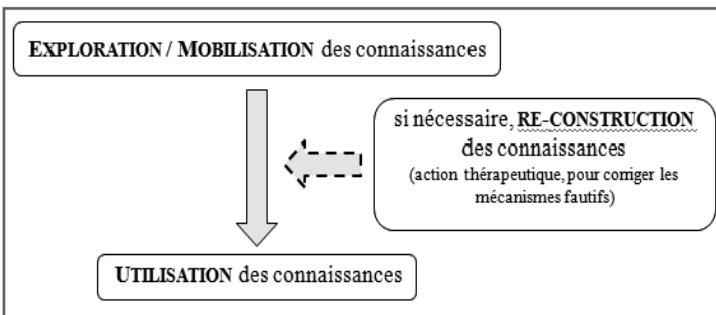 EXPLORATION / MOBILISATION des connaissances
si nécessaire, RE-CONSTRUCTION
des connaissances
(action thérapeutique, pour corriger les
mécanismes fautifs)
UTILISATION des connaissances